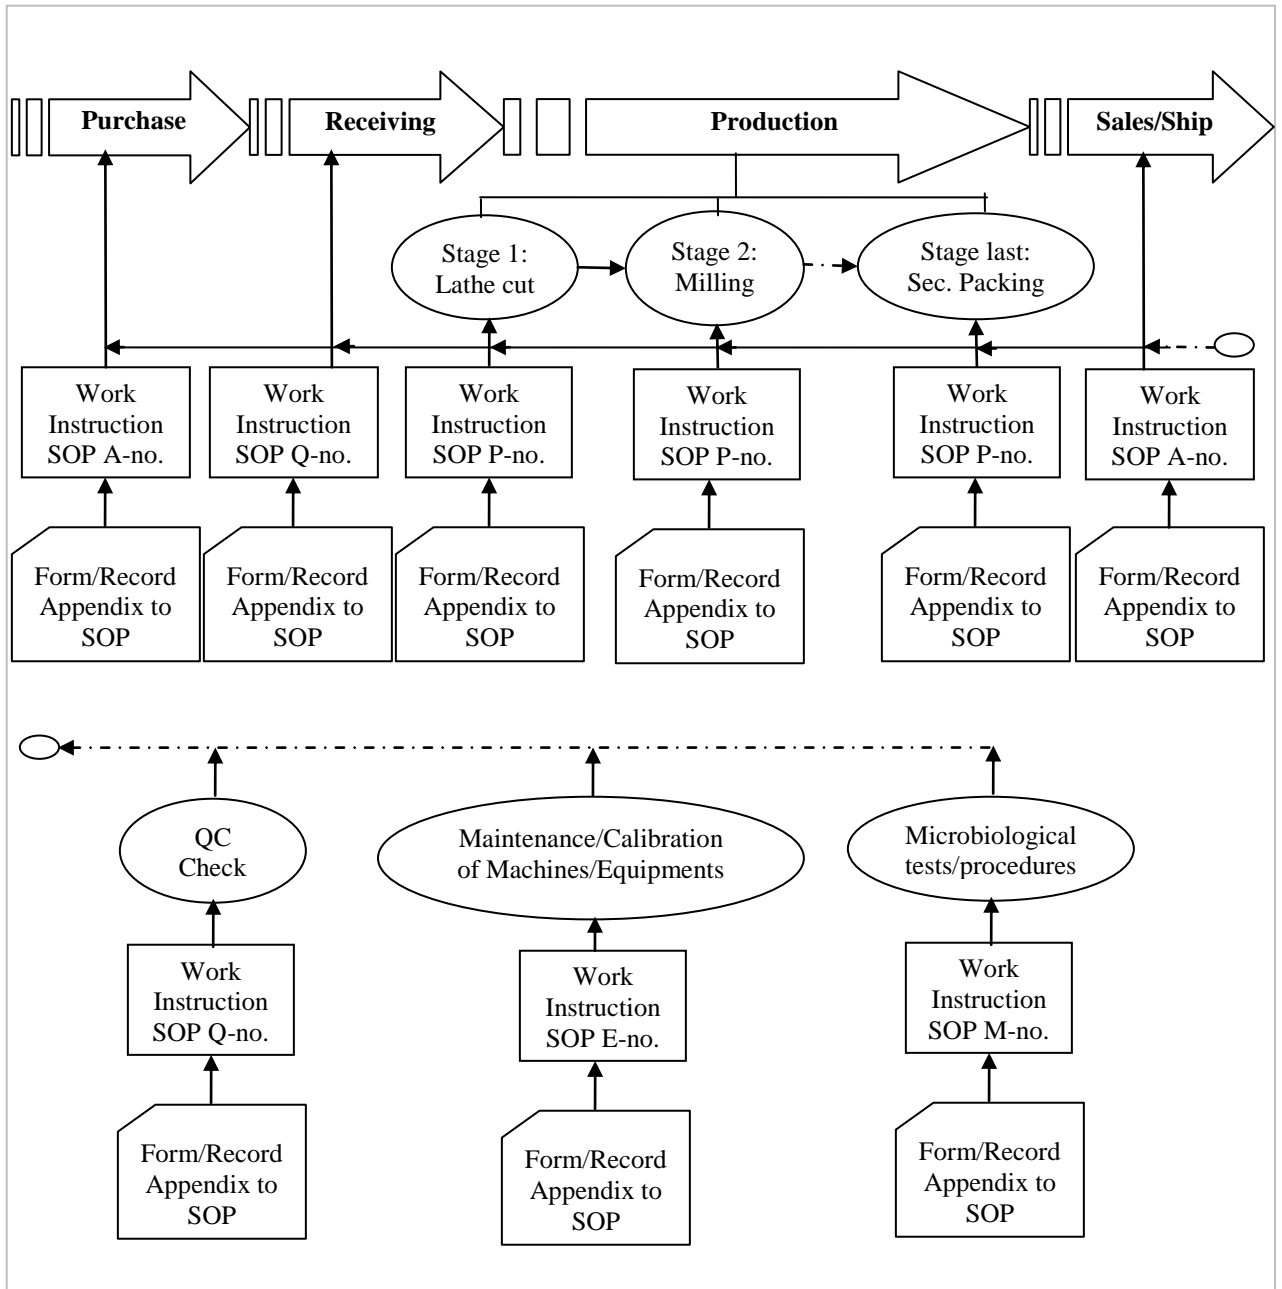 Purchase
Receiving
Production
Sales/Ship
Stage 1:
Lathe cut
Stage 2:
Milling
Stage last:
Sec. Packing
Work
Instruction
SOP A-no.
Work
Instruction
SOP Q-no.
Work
Instruction
SOP P-no.
Work
Instruction
SOP P-no.
Work
Instruction
SOP P-no.
Work
Instruction
SOP A-no.
Form/Record
Appendix to
SOP
Form/Record
Appendix to
SOP
Form/Record
Appendix to
SOP
Form/Record
Appendix to
SOP
Form/Record
Appendix to
SOP
Form/Record
Appendix to
SOP
QC
Check
Maintenance/Calibration
of Machines/Equipments
Microbiological
tests/procedures
Work
Instruction
SOP Q-no.
Work
Instruction
SOP E-no.
Work
Instruction
SOP M-no.
Form/Record
Appendix to
SOP
Form/Record
Appendix to
SOP
Form/Record
Appendix to
SOP